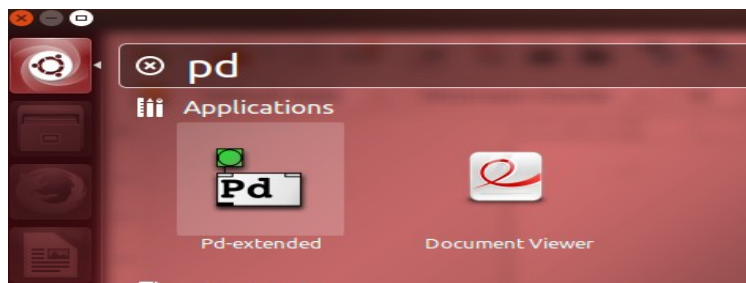 pd
Applications
Pd
Pd-extended
Document Viewer